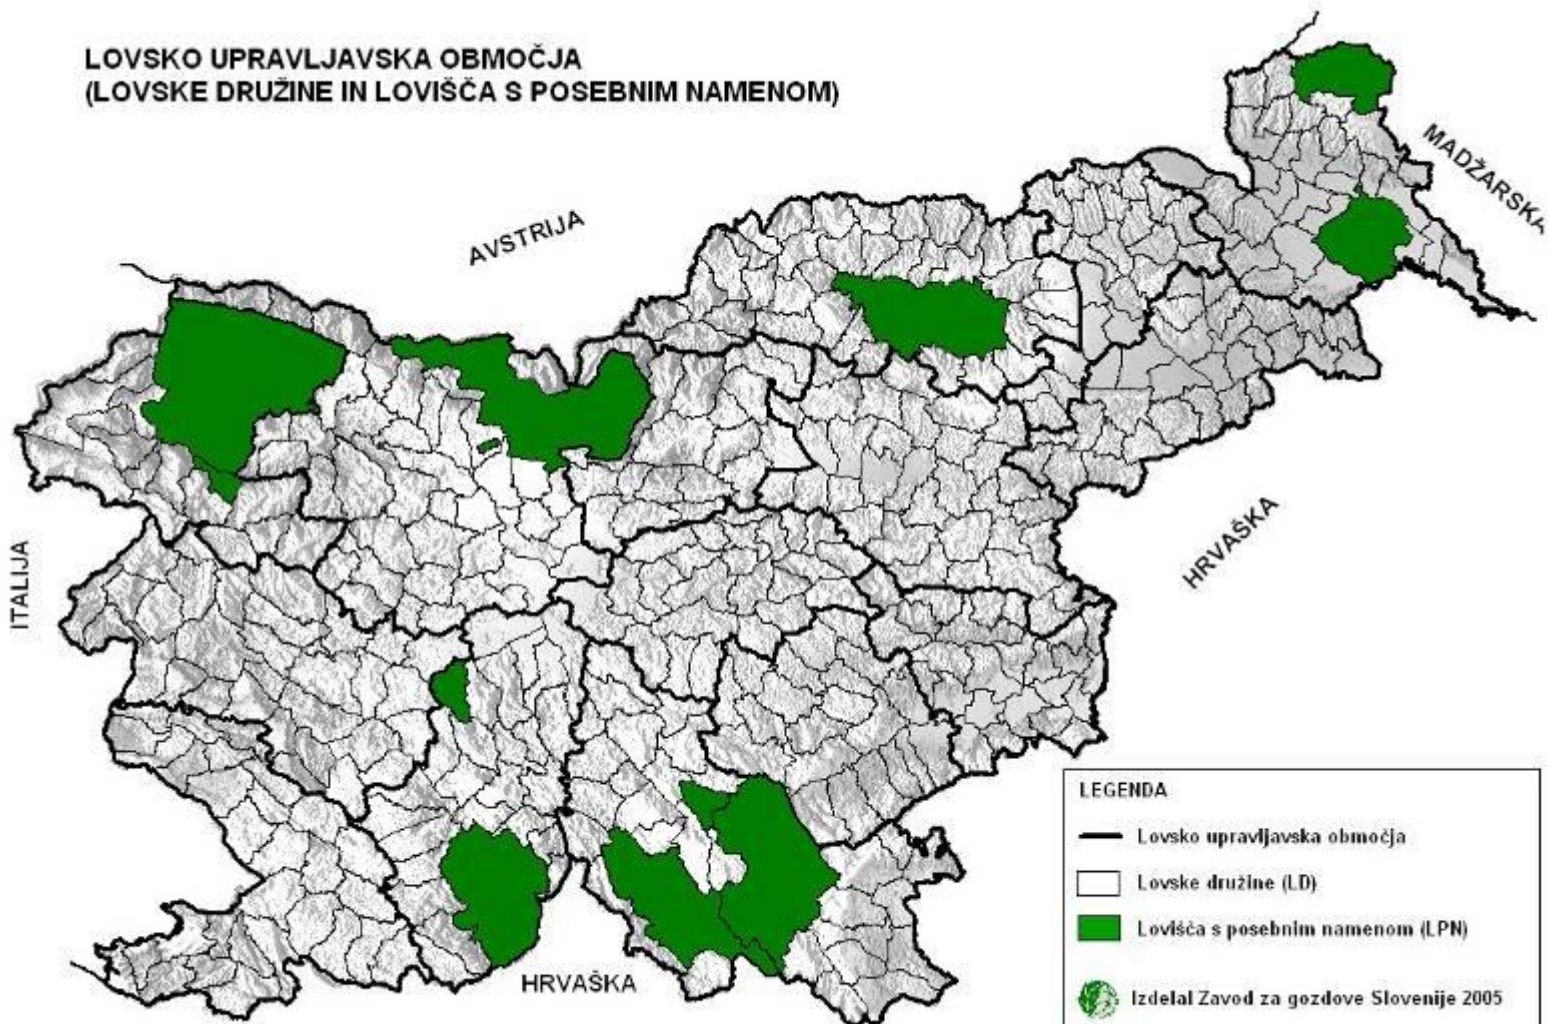 LOVSKO UPRAVLJAVSKA OBMOČJA
(LOVSKE DRUŽINE IN LOVIŠČA S POSEBNIM NAMENOM)
AVSTRIJA
MADŽARSKA
ITALIJA
HRVAŠKA
HRVAŠKA
LEGENDA
Lovsko upravljavska območja
Lovske družine (LD)
Lovišča s posebnim namenom (LPN)
Izdelal Zavod za gozdove Slovenije 2005